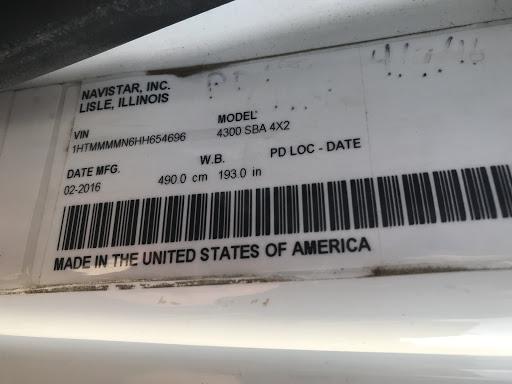 NAVISTAR, INC.
LISLE, ILLINOIS
VIN MODEL
1HTMMMMN6HH654696 4300 SBA 4X2
DATE MFG. W.B. PD LOC - DATE
02-2016 490.0 cm 193.0 in
MADE IN THE UNITED STATES OF AMERICA